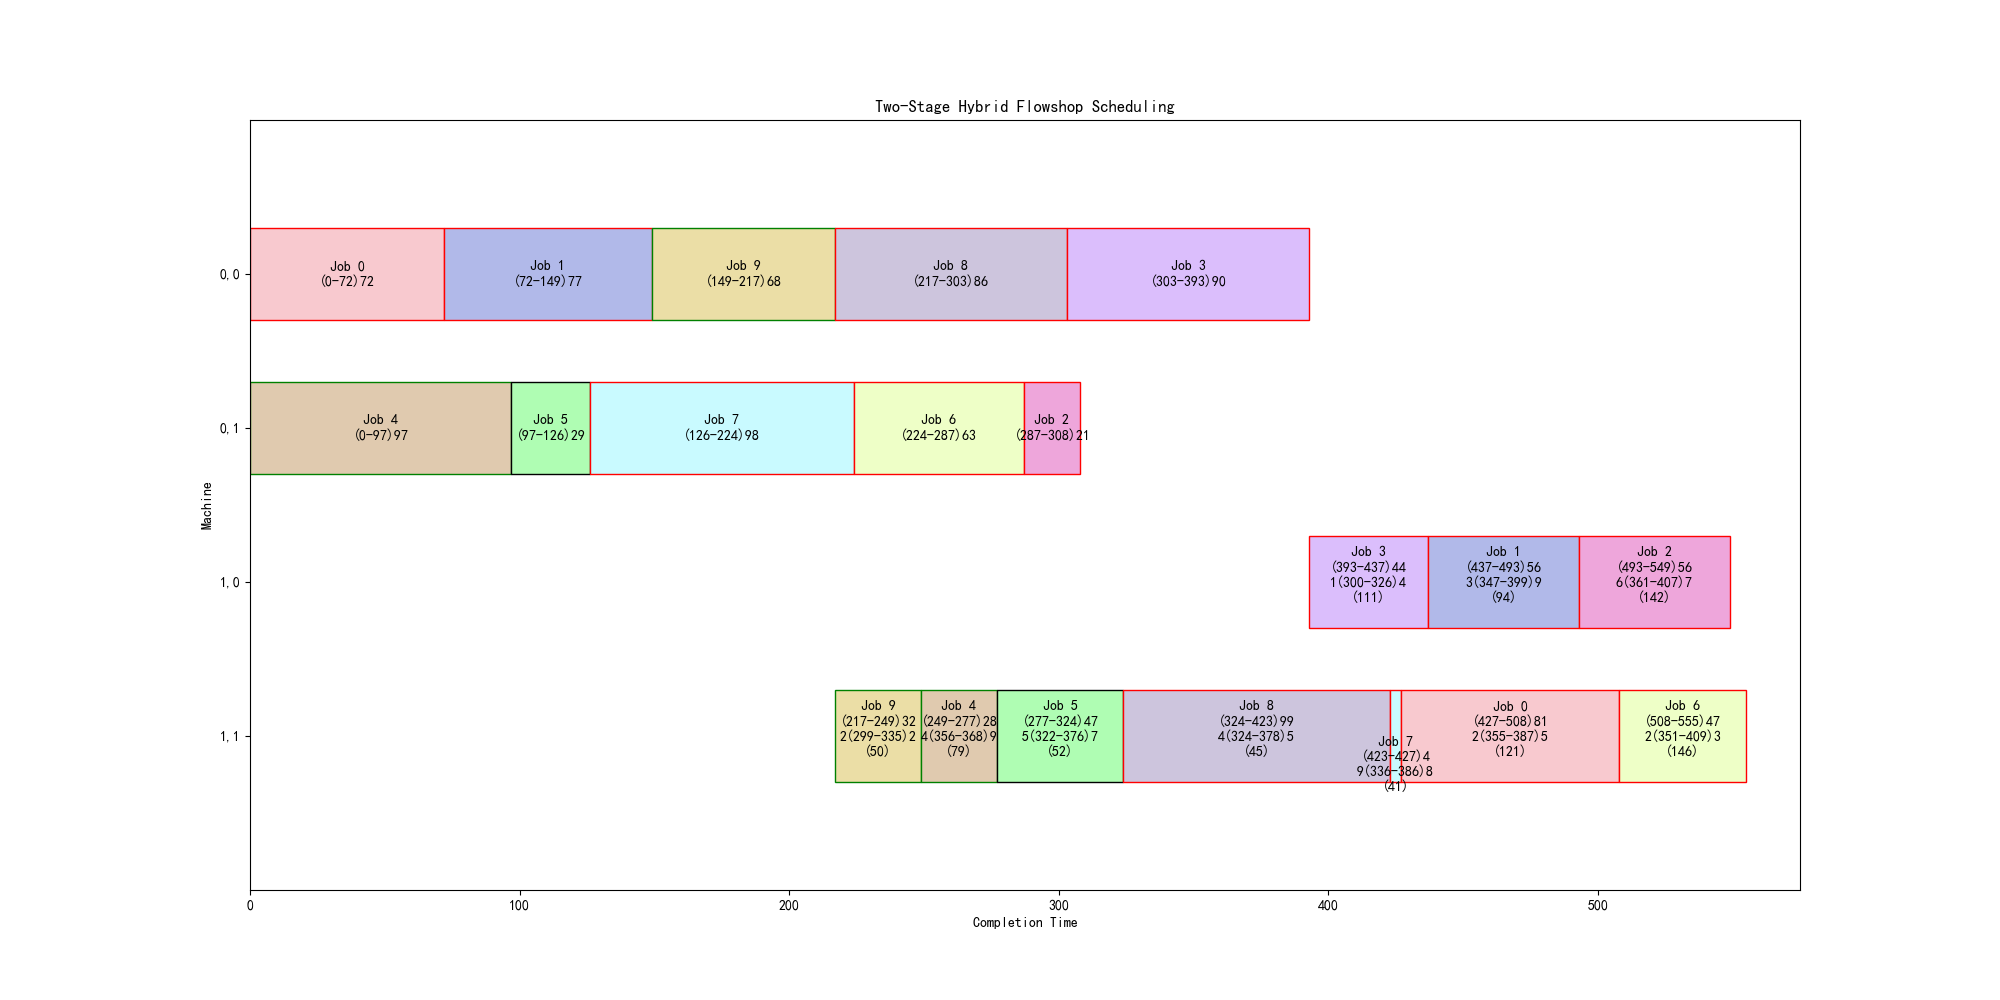 Two-Stage Hybrid Flowshop Scheduling
Machine
0,0
Job 0
(0-72)72
Job 1
(72-149)77
Job 9
(149-217)68
Job 8
(217-303)86
Job 3
(303-393)90
0,1
Job 4
(0-97)97
Job 5
(97-126)29
Job 7
(126-224)98
Job 6
(224-287)63
Job 2
(287-308)21
1,0
Job 3
(393-437)44
1(300-326)4
(111)
Job 1
(437-493)56
3(347-399)9
(94)
Job 2
(493-549)56
6(361-407)7
(142)
1,1
Job 9
(217-249)32
2(299-335)2
(50)
Job 4
(249-277)28
4(356-368)9
(79)
Job 5
(277-324)47
5(322-376)7
(52)
Job 8
(324-423)99
4(324-378)5
(45)
Job 7
(423-427)4
9(336-386)8
(41)
Job 0
(427-508)81
2(355-387)5
(121)
Job 6
(508-555)47
2(351-409)3
(146)
0
100
200
300
400
500
Completion Time